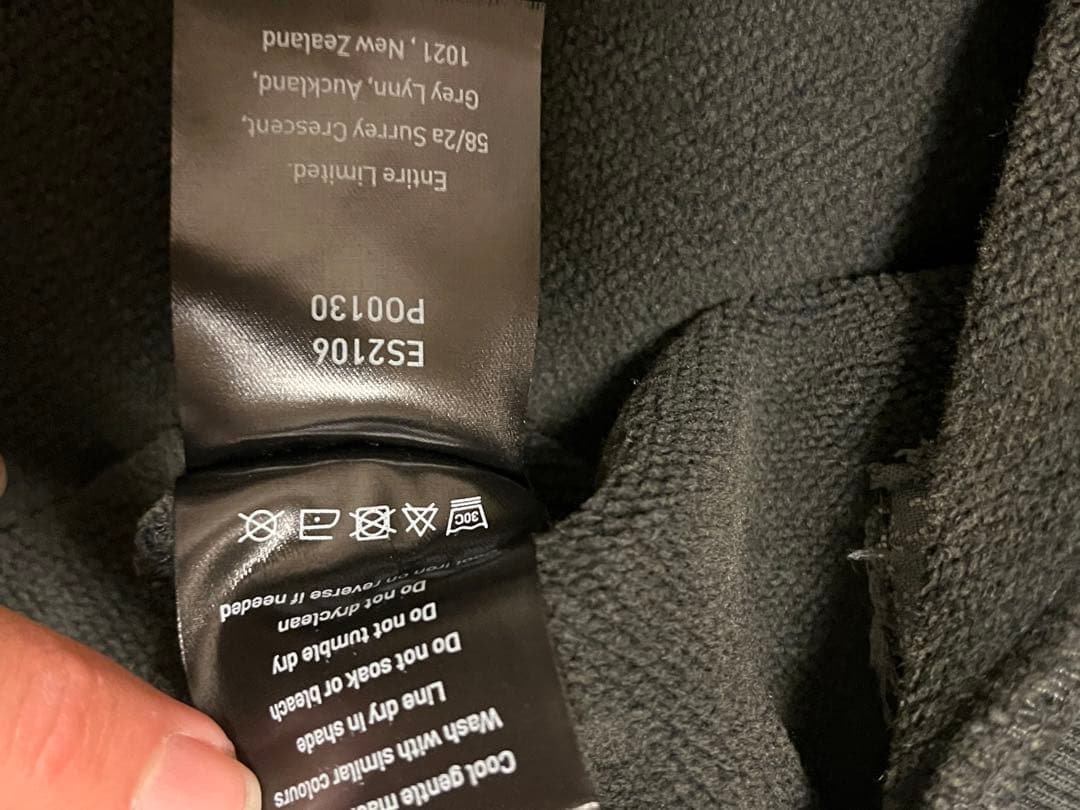 Cool gentle
Wash with similar colours
Line dry in shade
Do not soak or bleach
Do not tumble dry
Do not dryclean
iron on reverse if needed
30C
ES2106
PO0130
Entire Limited.
58/2a Surrey Crescent,
Grey Lynn, Auckland,
1021 , New Zealand